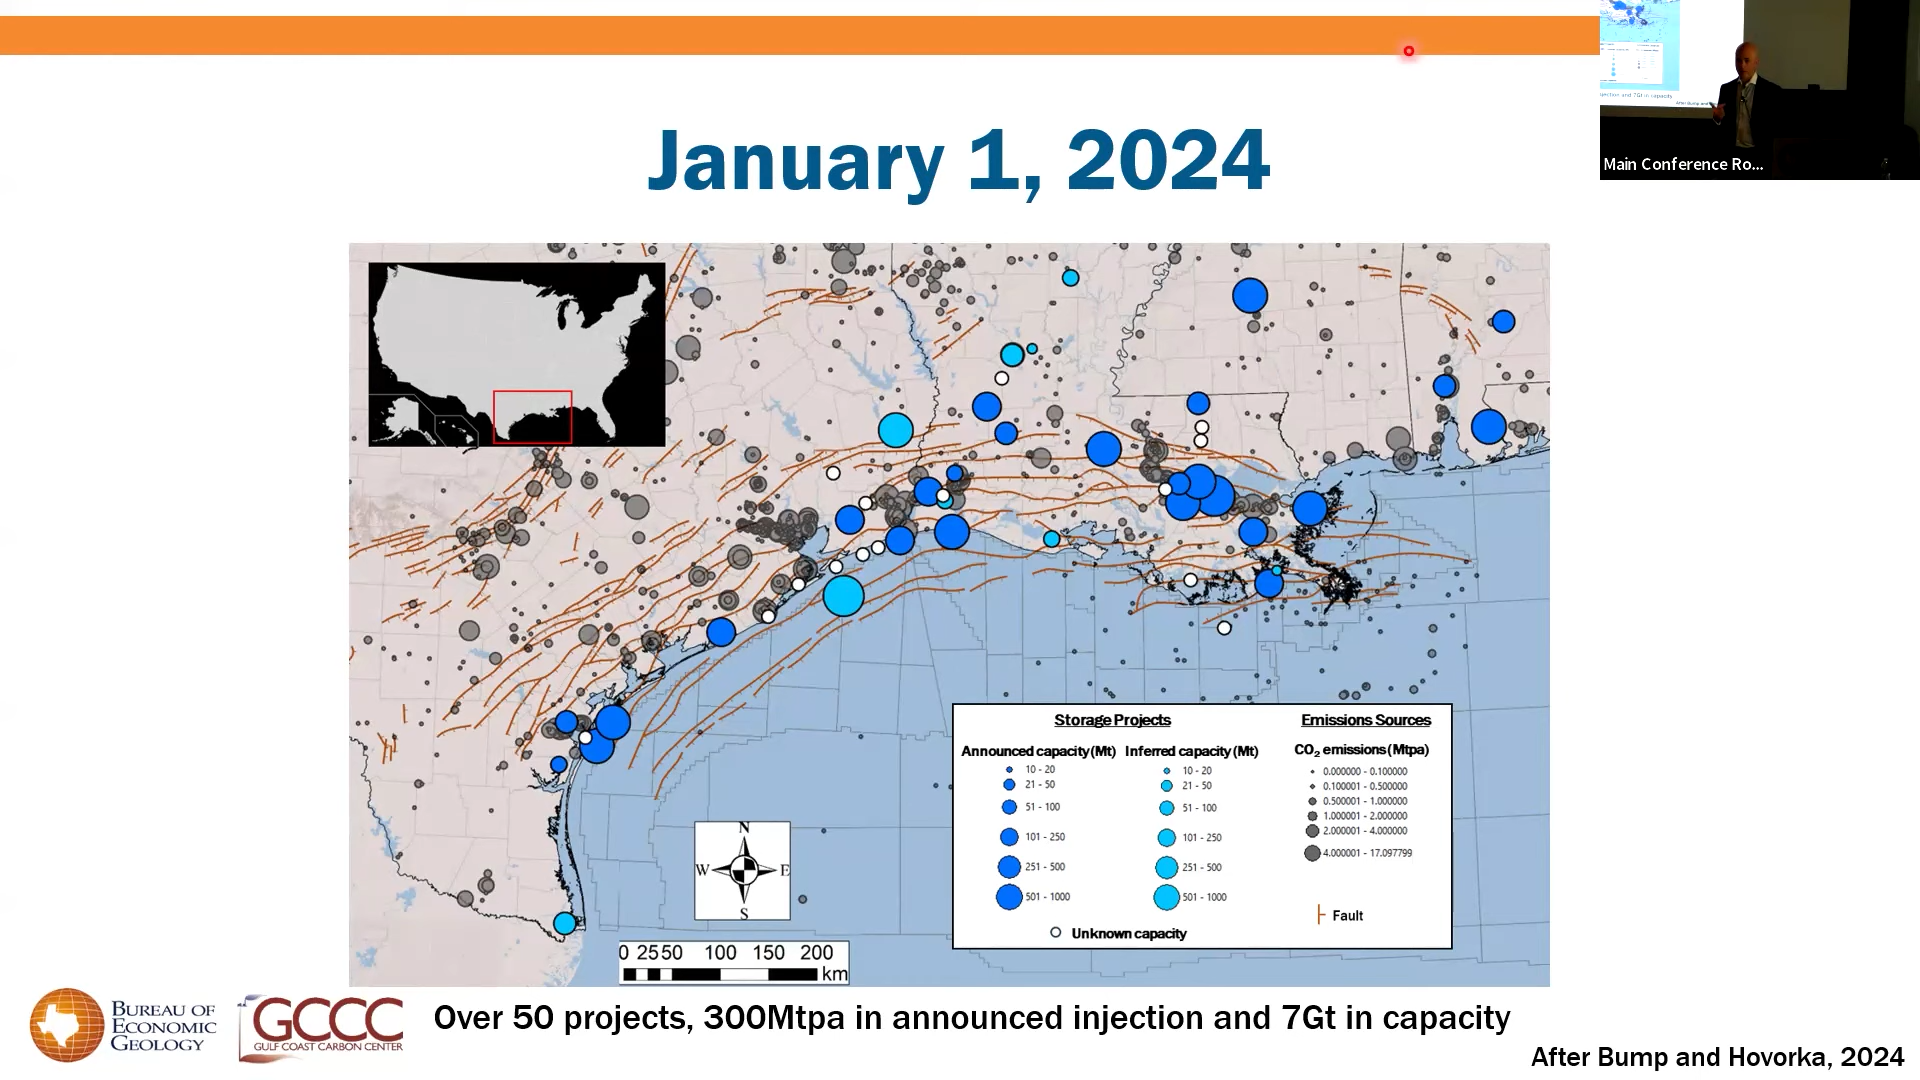 January 1, 2024
Main Conference Ro...
Storage Projects
Emissions Sources
Announced capacity (Mt)
Inferred capacity (Mt)
CO₂ emissions (Mtpa)
10 - 20
10 - 20
0.000000 - 0.100000
21 - 50
21 - 50
0.100001 - 0.500000
51 - 100
51 - 100
0.500001 - 1.000000
1.000001 - 2.000000
101 - 250
101 - 250
2.000001 - 4.000000
251 - 500
251 - 500
4.000001 - 17.097799
501 - 1000
501 - 1000
Fault
Unknown capacity
N
W
E
S
0 25 50 100 150 200
km
BUREAU OF
ECONOMIC
GEOLOGY
GCCC
GULF COAST CARBON CENTER
Over 50 projects, 300Mtpa in announced injection and 7Gt in capacity
After Bump and Hovorka, 2024